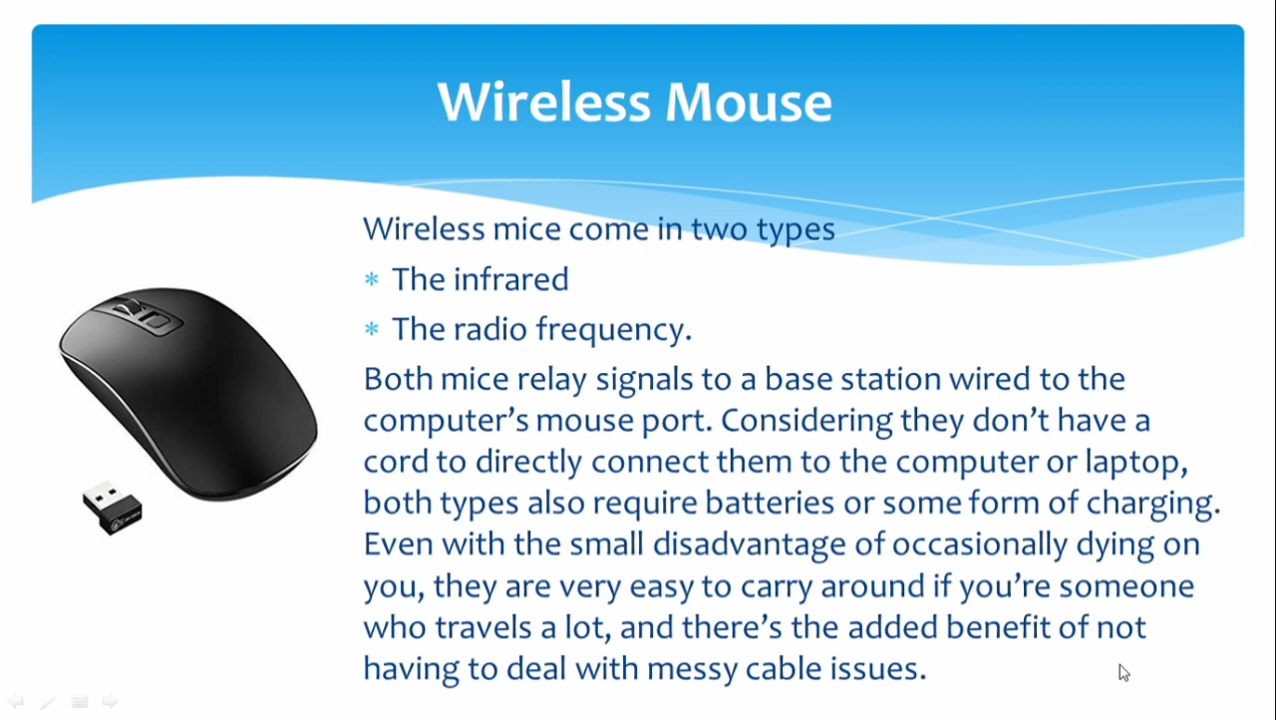 Wireless Mouse
Wireless mice come in two types
* The infrared
* The radio frequency.
Both mice relay signals to a base station wired to the
computer’s mouse port. Considering they don’t have a
cord to directly connect them to the computer or laptop,
both types also require batteries or some form of charging.
Even with the small disadvantage of occasionally dying on
you, they are very easy to carry around if you’re someone
who travels a lot, and there’s the added benefit of not
having to deal with messy cable issues.